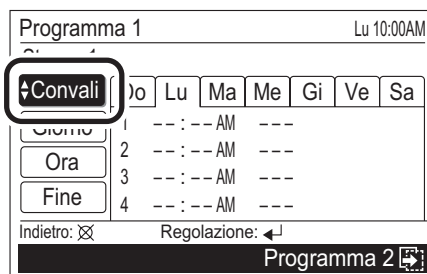 Programma 1 Lu 10:00AM
Convali Do Lu Ma Me Gi Ve Sa
Giorno 1 --:--AM ---
Ora 2 --:--AM ---
3 --:--AM ---
Fine 4 --:--AM ---
Indietro: Regolazione:
Programma 2